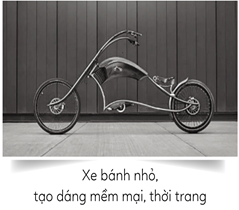 Xe bánh nhỏ,
tạo dáng mềm mại, thời trang